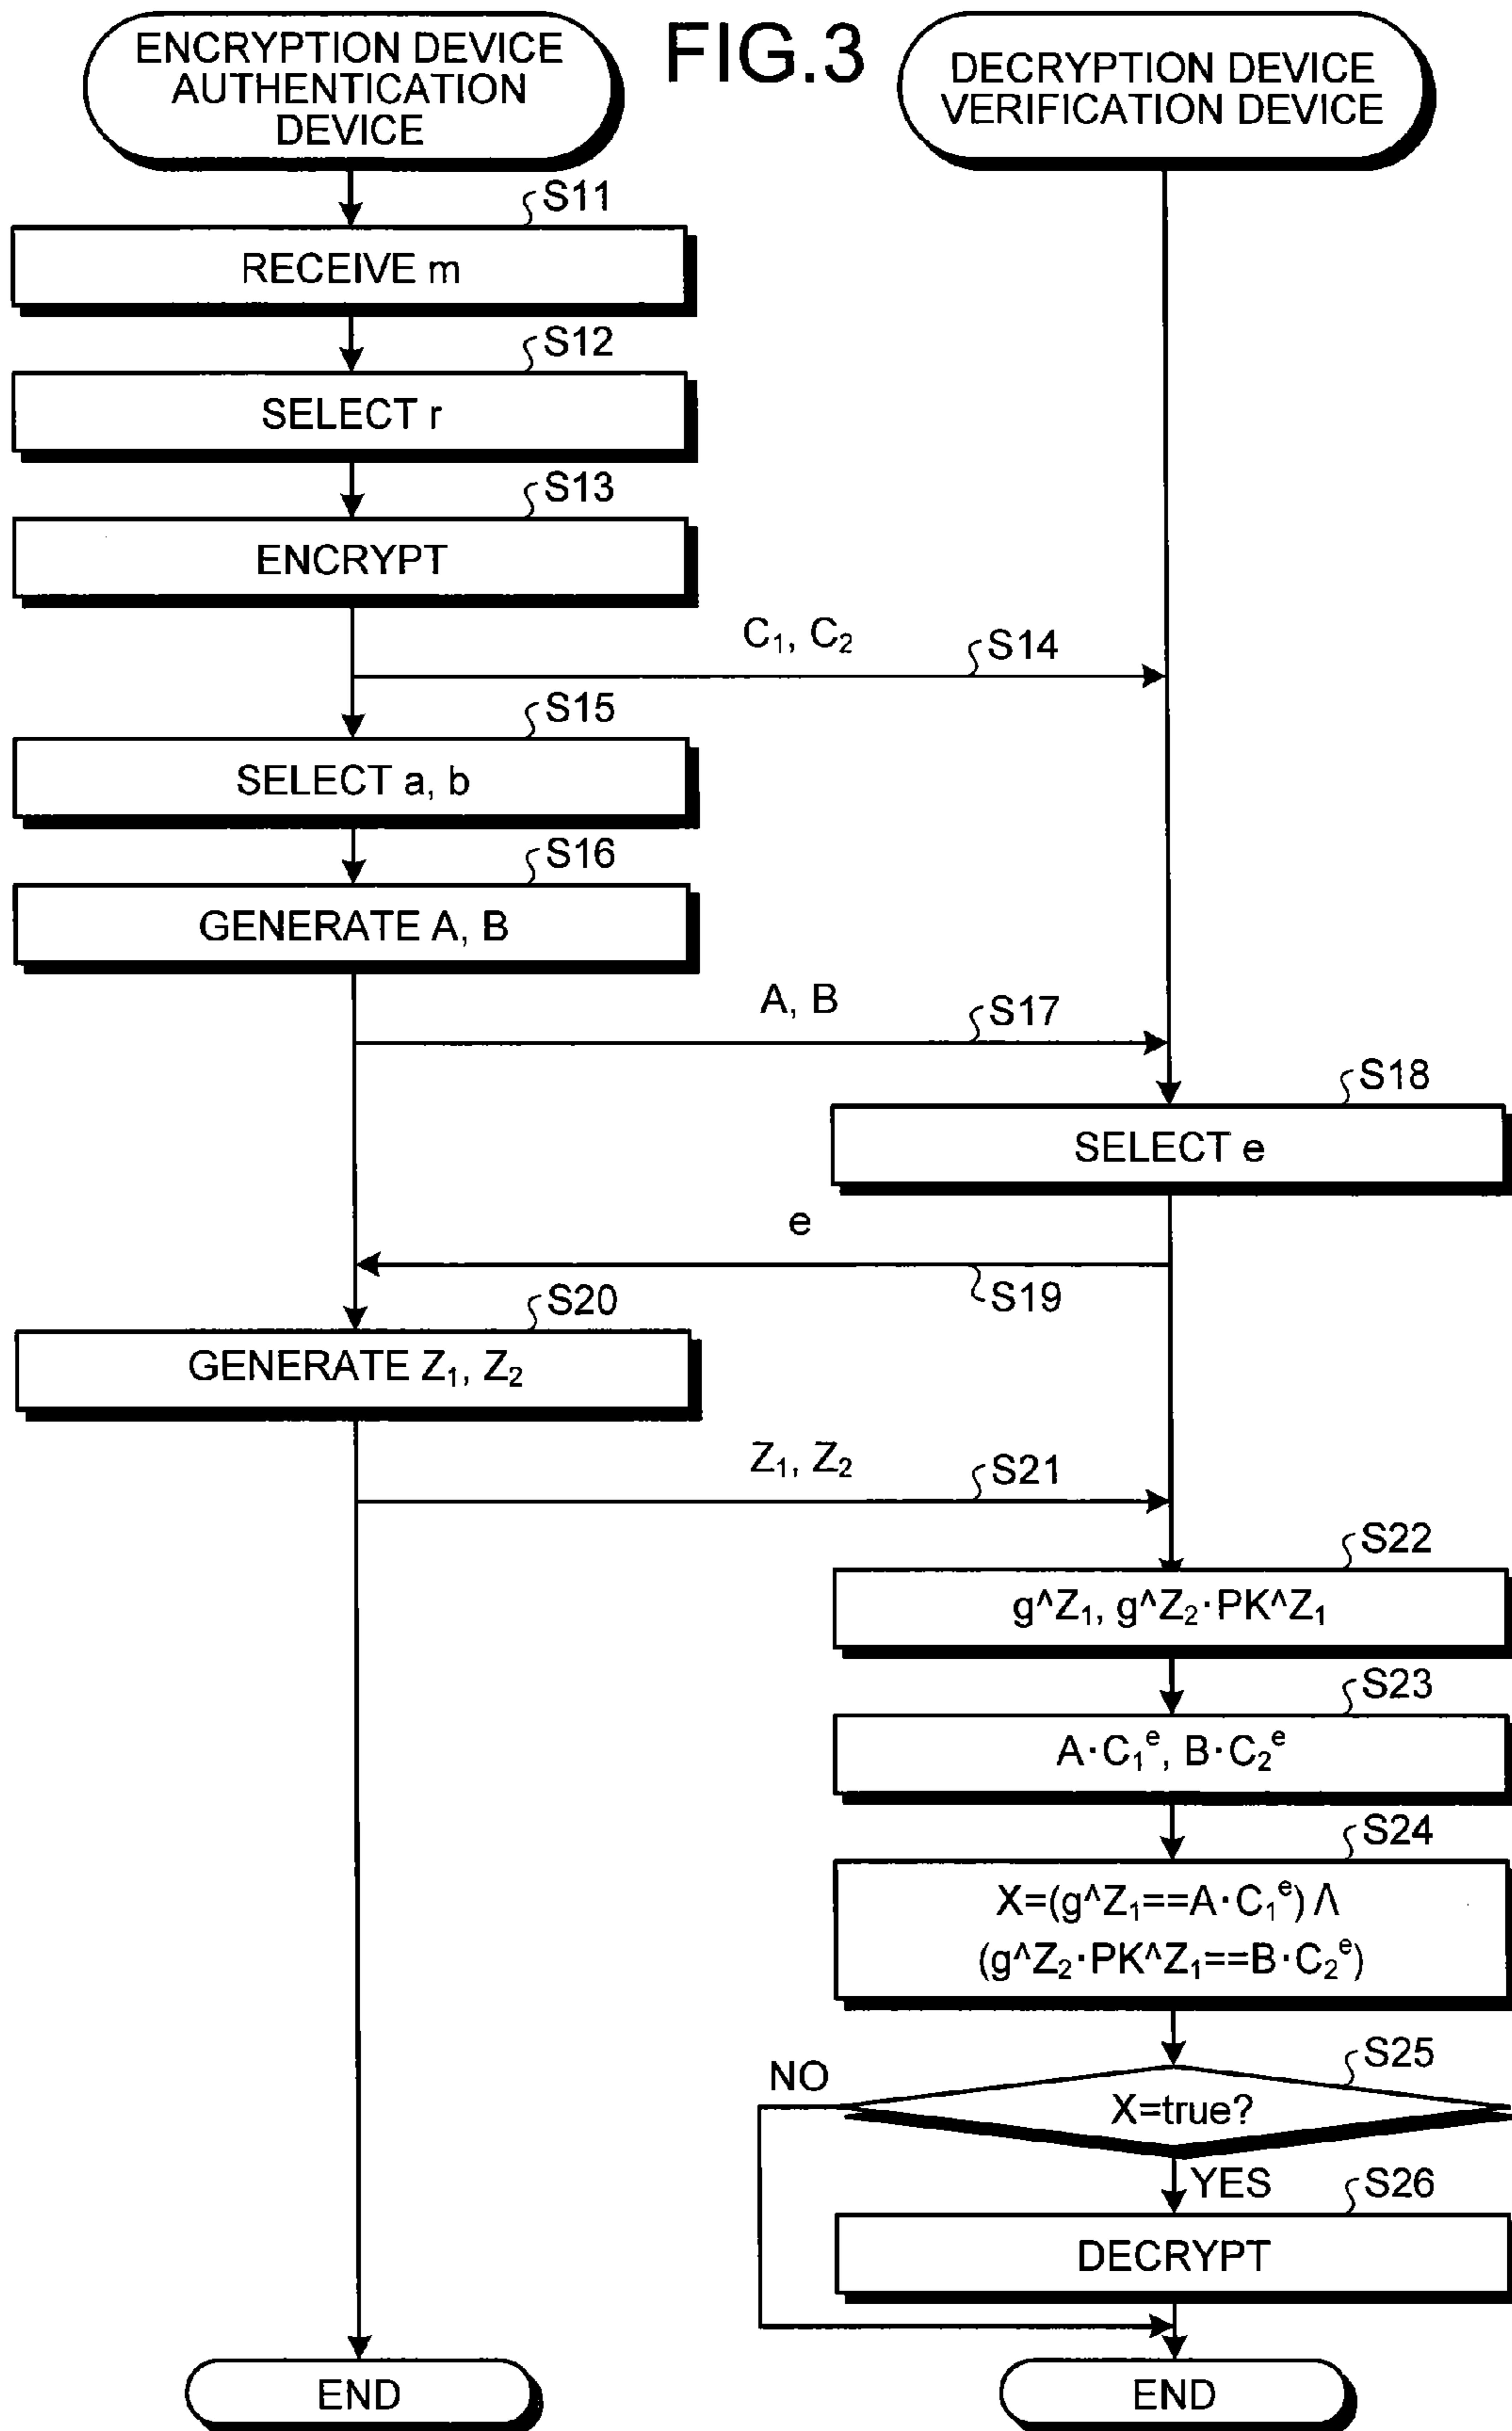 FIG.3
ENCRYPTION DEVICE
AUTHENTICATION
DEVICE
DECRYPTION DEVICE
VERIFICATION DEVICE
S11
RECEIVE m
S12
SELECT r
S13
ENCRYPT
C₁, C₂
S14
S15
SELECT a, b
S16
GENERATE A, B
A, B
S17
S18
SELECT e
e
S19
S20
GENERATE Z₁, Z₂
Z₁, Z₂
S21
S22
g^Z₁, g^Z₂·PK^Z₁
S23
A·C₁ᵉ, B·C₂ᵉ
S24
X=(g^Z₁==A·C₁ᵉ)Λ
(g^Z₂·PK^Z₁==B·C₂ᵉ)
S25
NO
X=true?
YES
S26
DECRYPT
END
END